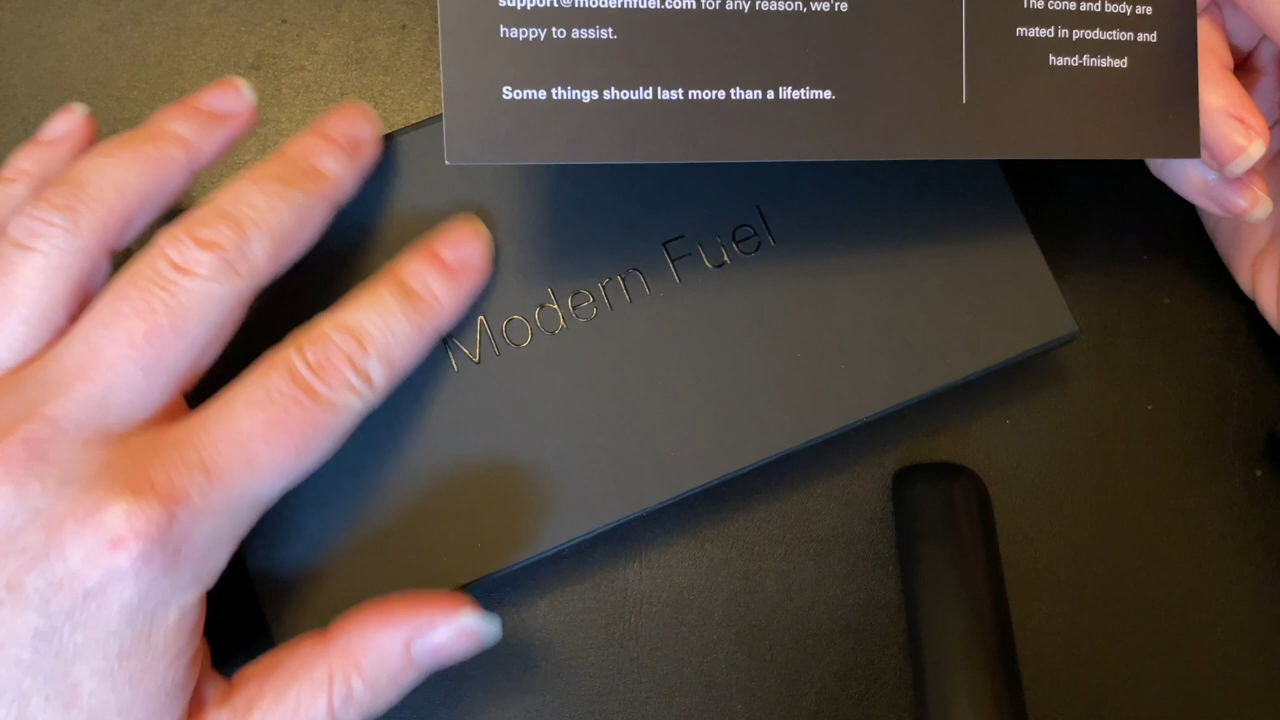 support@modernfuel.com for any reason, we're
happy to assist.
Some things should last more than a lifetime.
The cone and body are
mated in production and
hand-finished
Modern Fuel